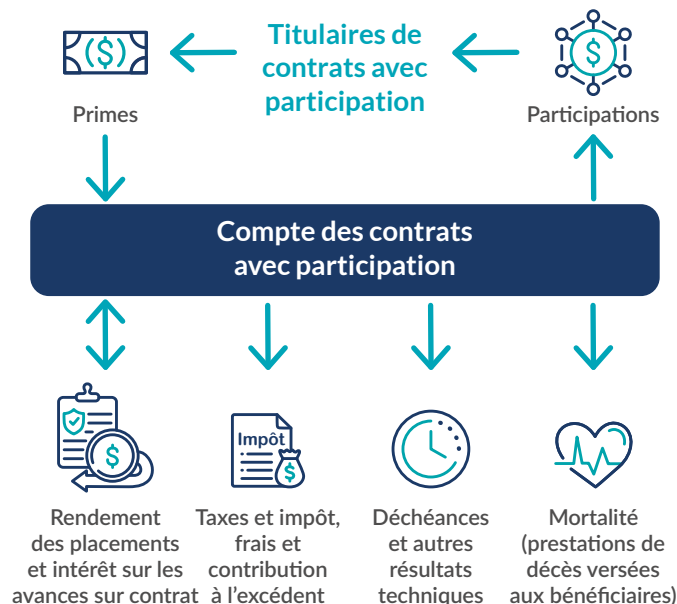 Titulaires de
contrats avec
participation
($)
$
Primes
Participations
Compte des contrats
avec participation
$
Impôt
$
Rendement
des placements
et intérêt sur les
avances sur contrat
Taxes et impôt,
frais et
contribution
à l'excédent
Déchéances
et autres
résultats
techniques
Mortalité
(prestations de
décès versées
aux bénéficiaires)